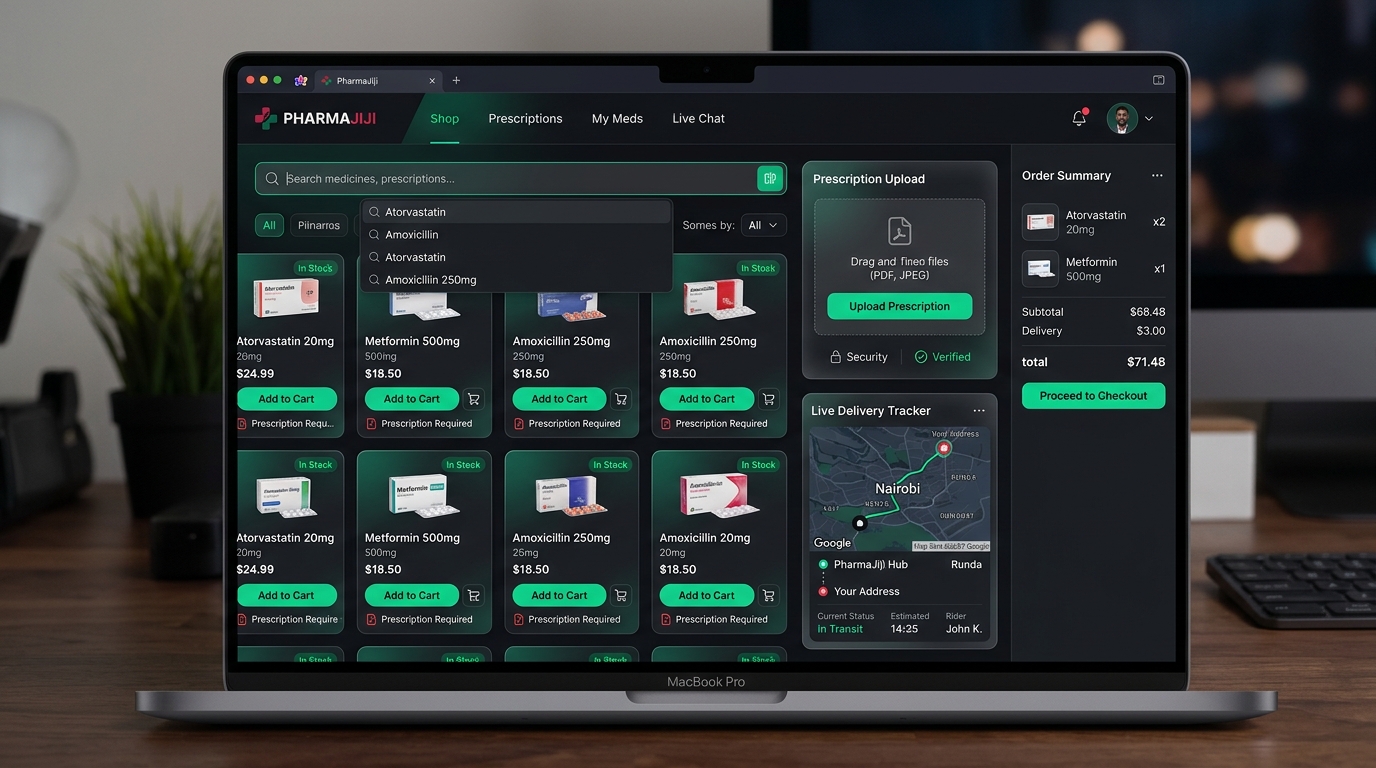 PharmaJiji
PHARMAJIJI
Shop
Prescriptions
My Meds
Live Chat
Search medicines, prescriptions...
Atorvastatin
Amoxicillin
Atorvastatin
Amoxicillin 250mg
All
Piinarros
Somes by:
All
In Stock
Atorvastatin 20mg
20mg
$24.99
Add to Cart
Prescription Requ...
Metformin 500mg
500mg
$18.50
Add to Cart
Prescription Required
Amoxicillin 250mg
250mg
$18.50
Add to Cart
Prescription Required
In Stock
Amoxicillin 250mg
250mg
$18.50
Add to Cart
Prescription Required
In Stock
Atorvastatin 20mg
20mg
$24.99
Add to Cart
Prescription Require
In Stock
Metformin
Metformin 500mg
500mg
$18.50
Add to Cart
Prescription Required
In Stock
Amoxicillin 250mg
25mg
$18.50
Add to Cart
Prescription Required
In Stock
Amoxicillin 20mg
20mg
$18.50
Add to Cart
Prescription Required
Prescription Upload
Drag and fineo files
(PDF, JPEG)
Upload Prescription
Security
Verified
Live Delivery Tracker
Your Address
Nairobi
Google
PharmaJiji Hub
Runda
Your Address
Current Status
In Transit
Estimated
14:25
Rider
John K.
Order Summary
Atorvastatin
20mg
x2
Metformin
500mg
x1
Subtotal
$68.48
Delivery
$3.00
total
$71.48
Proceed to Checkout
MacBook Pro